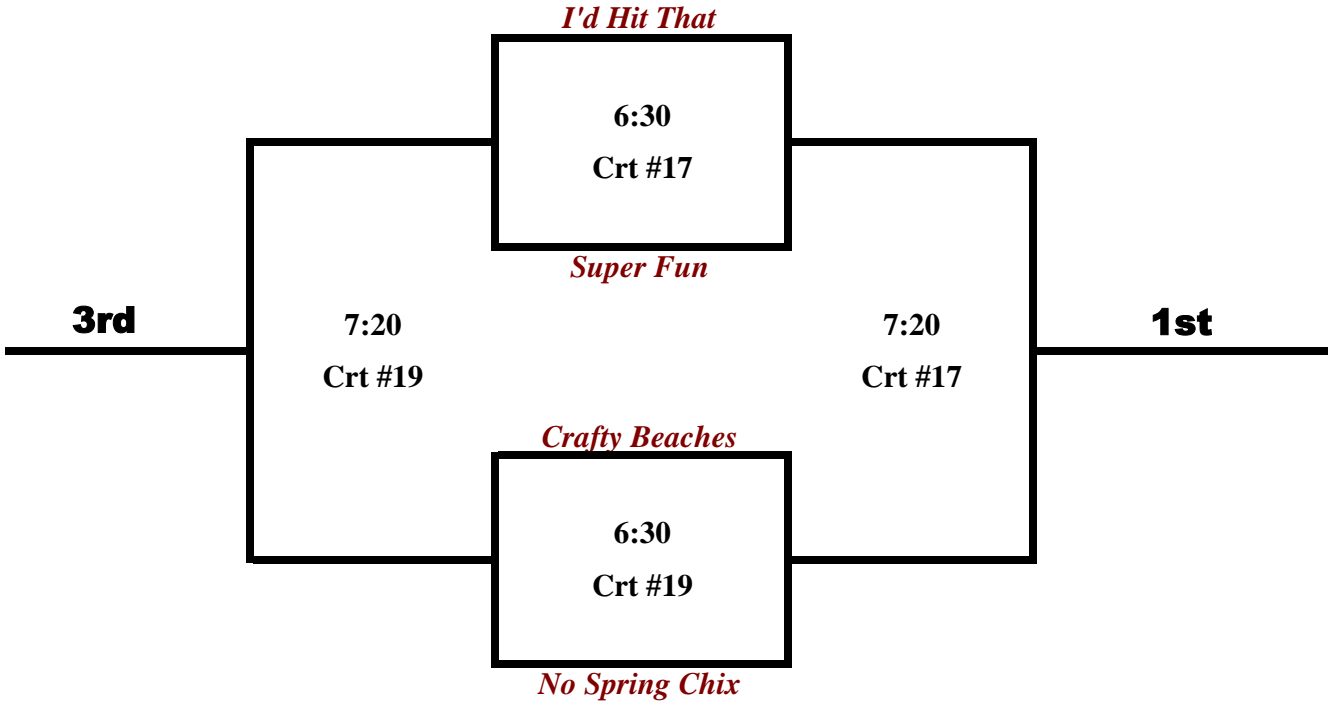 I'd Hit That
6:30
Crt #17
Super Fun
3rd
7:20
7:20
1st
Crt #19
Crt #17
Crafty Beaches
6:30
Crt #19
No Spring Chix